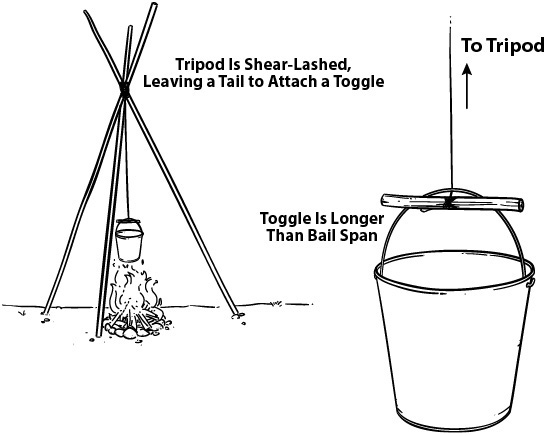 Tripod Is Shear-Lashed,
Leaving a Tail to Attach a Toggle
To Tripod
Toggle Is Longer
Than Bail Span